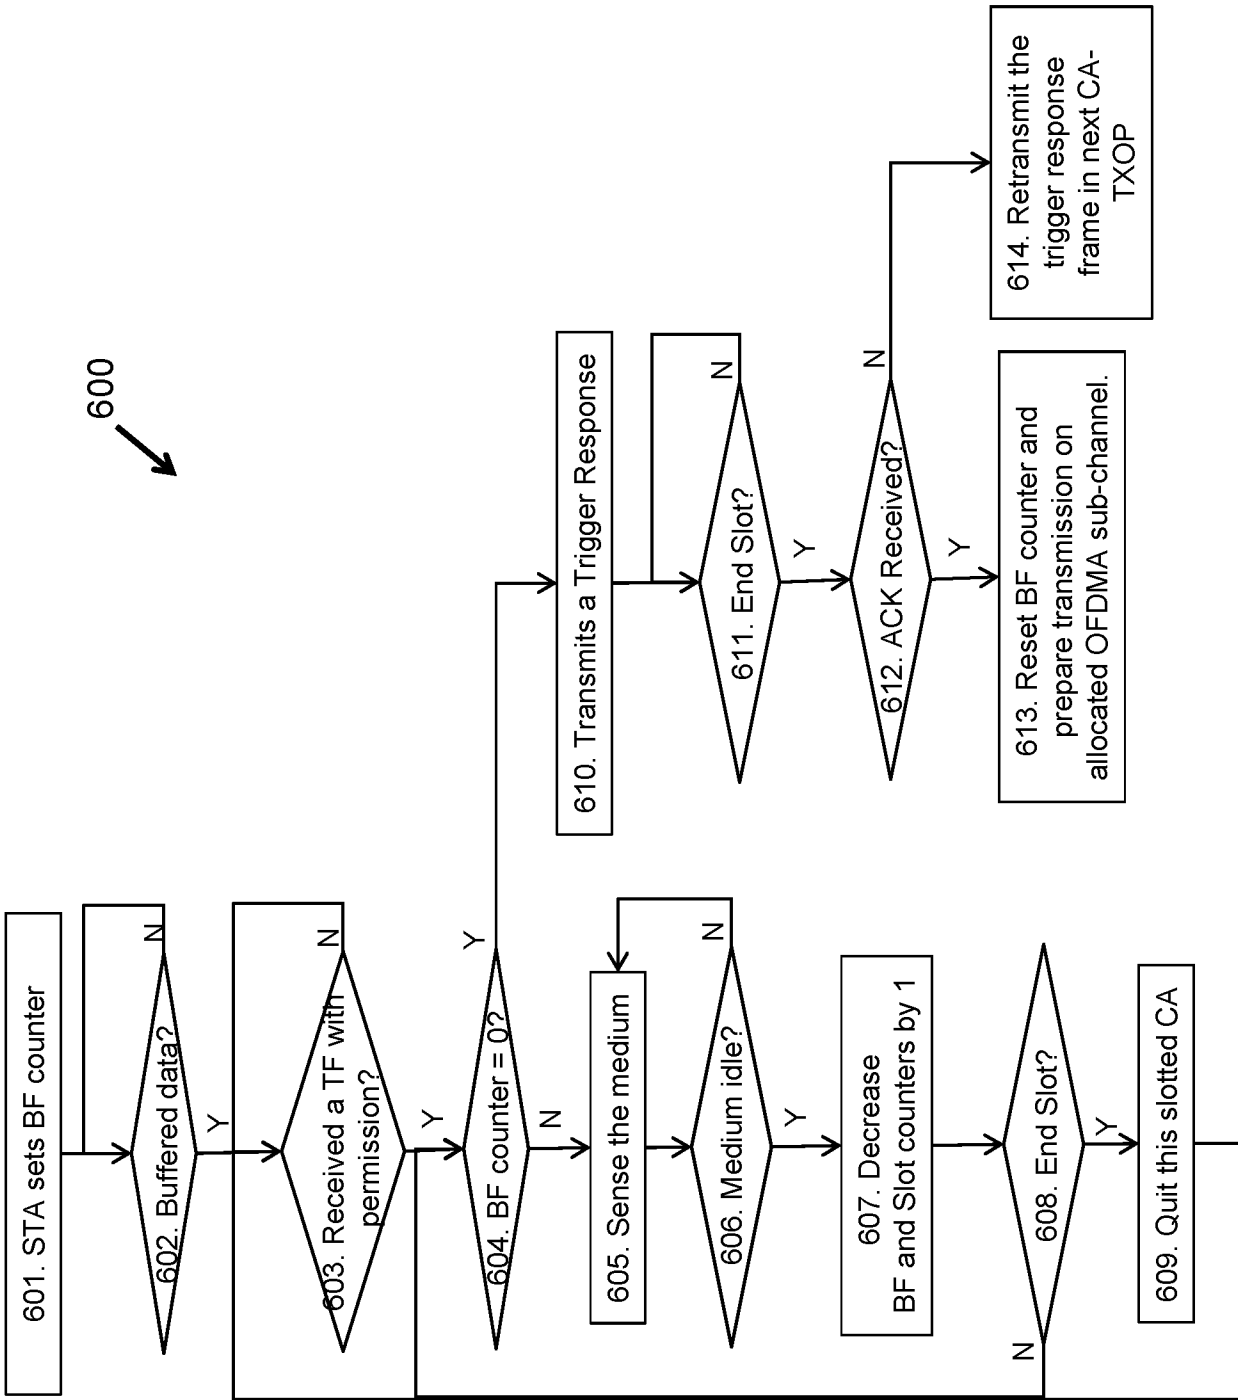 600
601. STA sets BF counter
602. Buffered data?
N
Y
603. Received a TF with
permission?
N
Y
604. BF counter = 0?
Y
N
605. Sense the medium
606. Medium idle?
N
Y
607. Decrease
BF and Slot counters by 1
608. End Slot?
N
Y
609. Quit this slotted CA
610. Transmits a Trigger Response
611. End Slot?
N
Y
612. ACK Received?
N
Y
613. Reset BF counter and
prepare transmission on
allocated OFDMA sub-channel.
614. Retransmit the
trigger response
frame in next CA-
TXOP